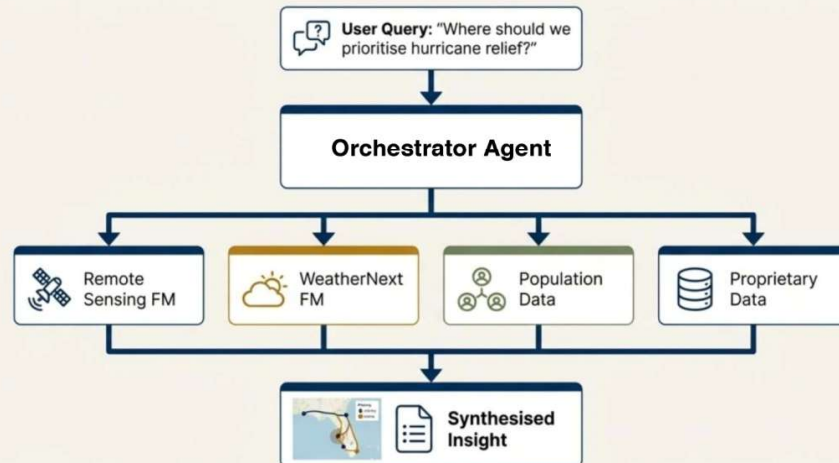 User Query: "Where should we
prioritise hurricane relief?"
Orchestrator Agent
Remote
Sensing FM
WeatherNext
FM
Population
Data
Proprietary
Data
Synthesised
Insight